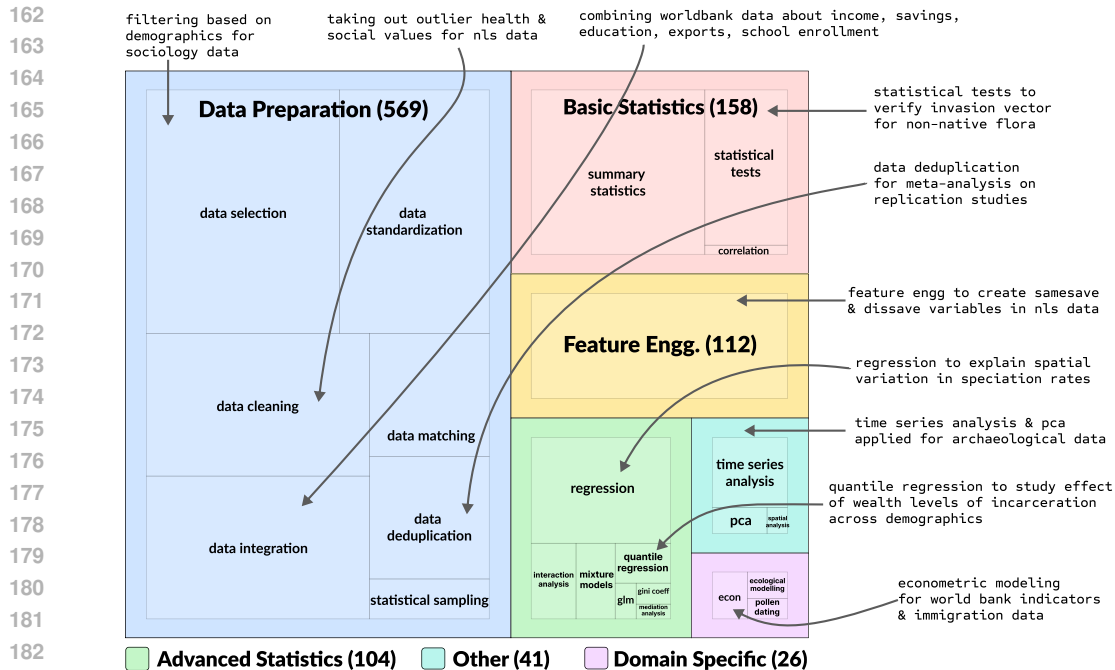 162
163
164
165
166
167
168
169
170
171
172
173
174
175
176
177
178
179
180
181
182
filtering based on
demographics for
sociology data
taking out outlier health &
social values for nls data
combining worldbank data about income, savings,
education, exports, school enrollment
Data Preparation (569)
data selection
data
standardization
data cleaning
data matching
data integration
data
deduplication
statistical sampling
Basic Statistics (158)
summary
statistics
statistical
tests
correlation
Feature Engg. (112)
regression
interaction
analysis
mixture
models
quantile
regression
glm
gini coeff
mediation
analysis
time series
analysis
pca
spatial
analysis
econ
ecological
modelling
pollen
dating
statistical tests to
verify invasion vector
for non-native flora
data deduplication
for meta-analysis on
replication studies
feature engg to create samesave
& dissave variables in nls data
regression to explain spatial
variation in speciation rates
time series analysis & pca
applied for archaeological data
quantile regression to study effect
of wealth levels of incarceration
across demographics
econometric modeling
for world bank indicators
& immigration data
Advanced Statistics (104)
Other (41)
Domain Specific (26)